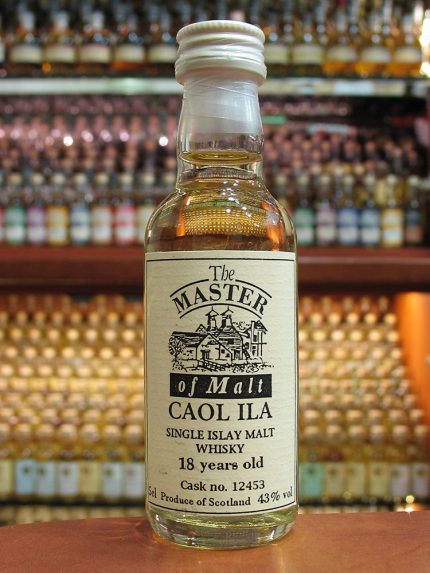 The
MASTER
of Malt
CAOL ILA
SINGLE ISLAY MALT
WHISKY
18 years old
Cask no. 12453
5cl Produce of Scotland 43% vol